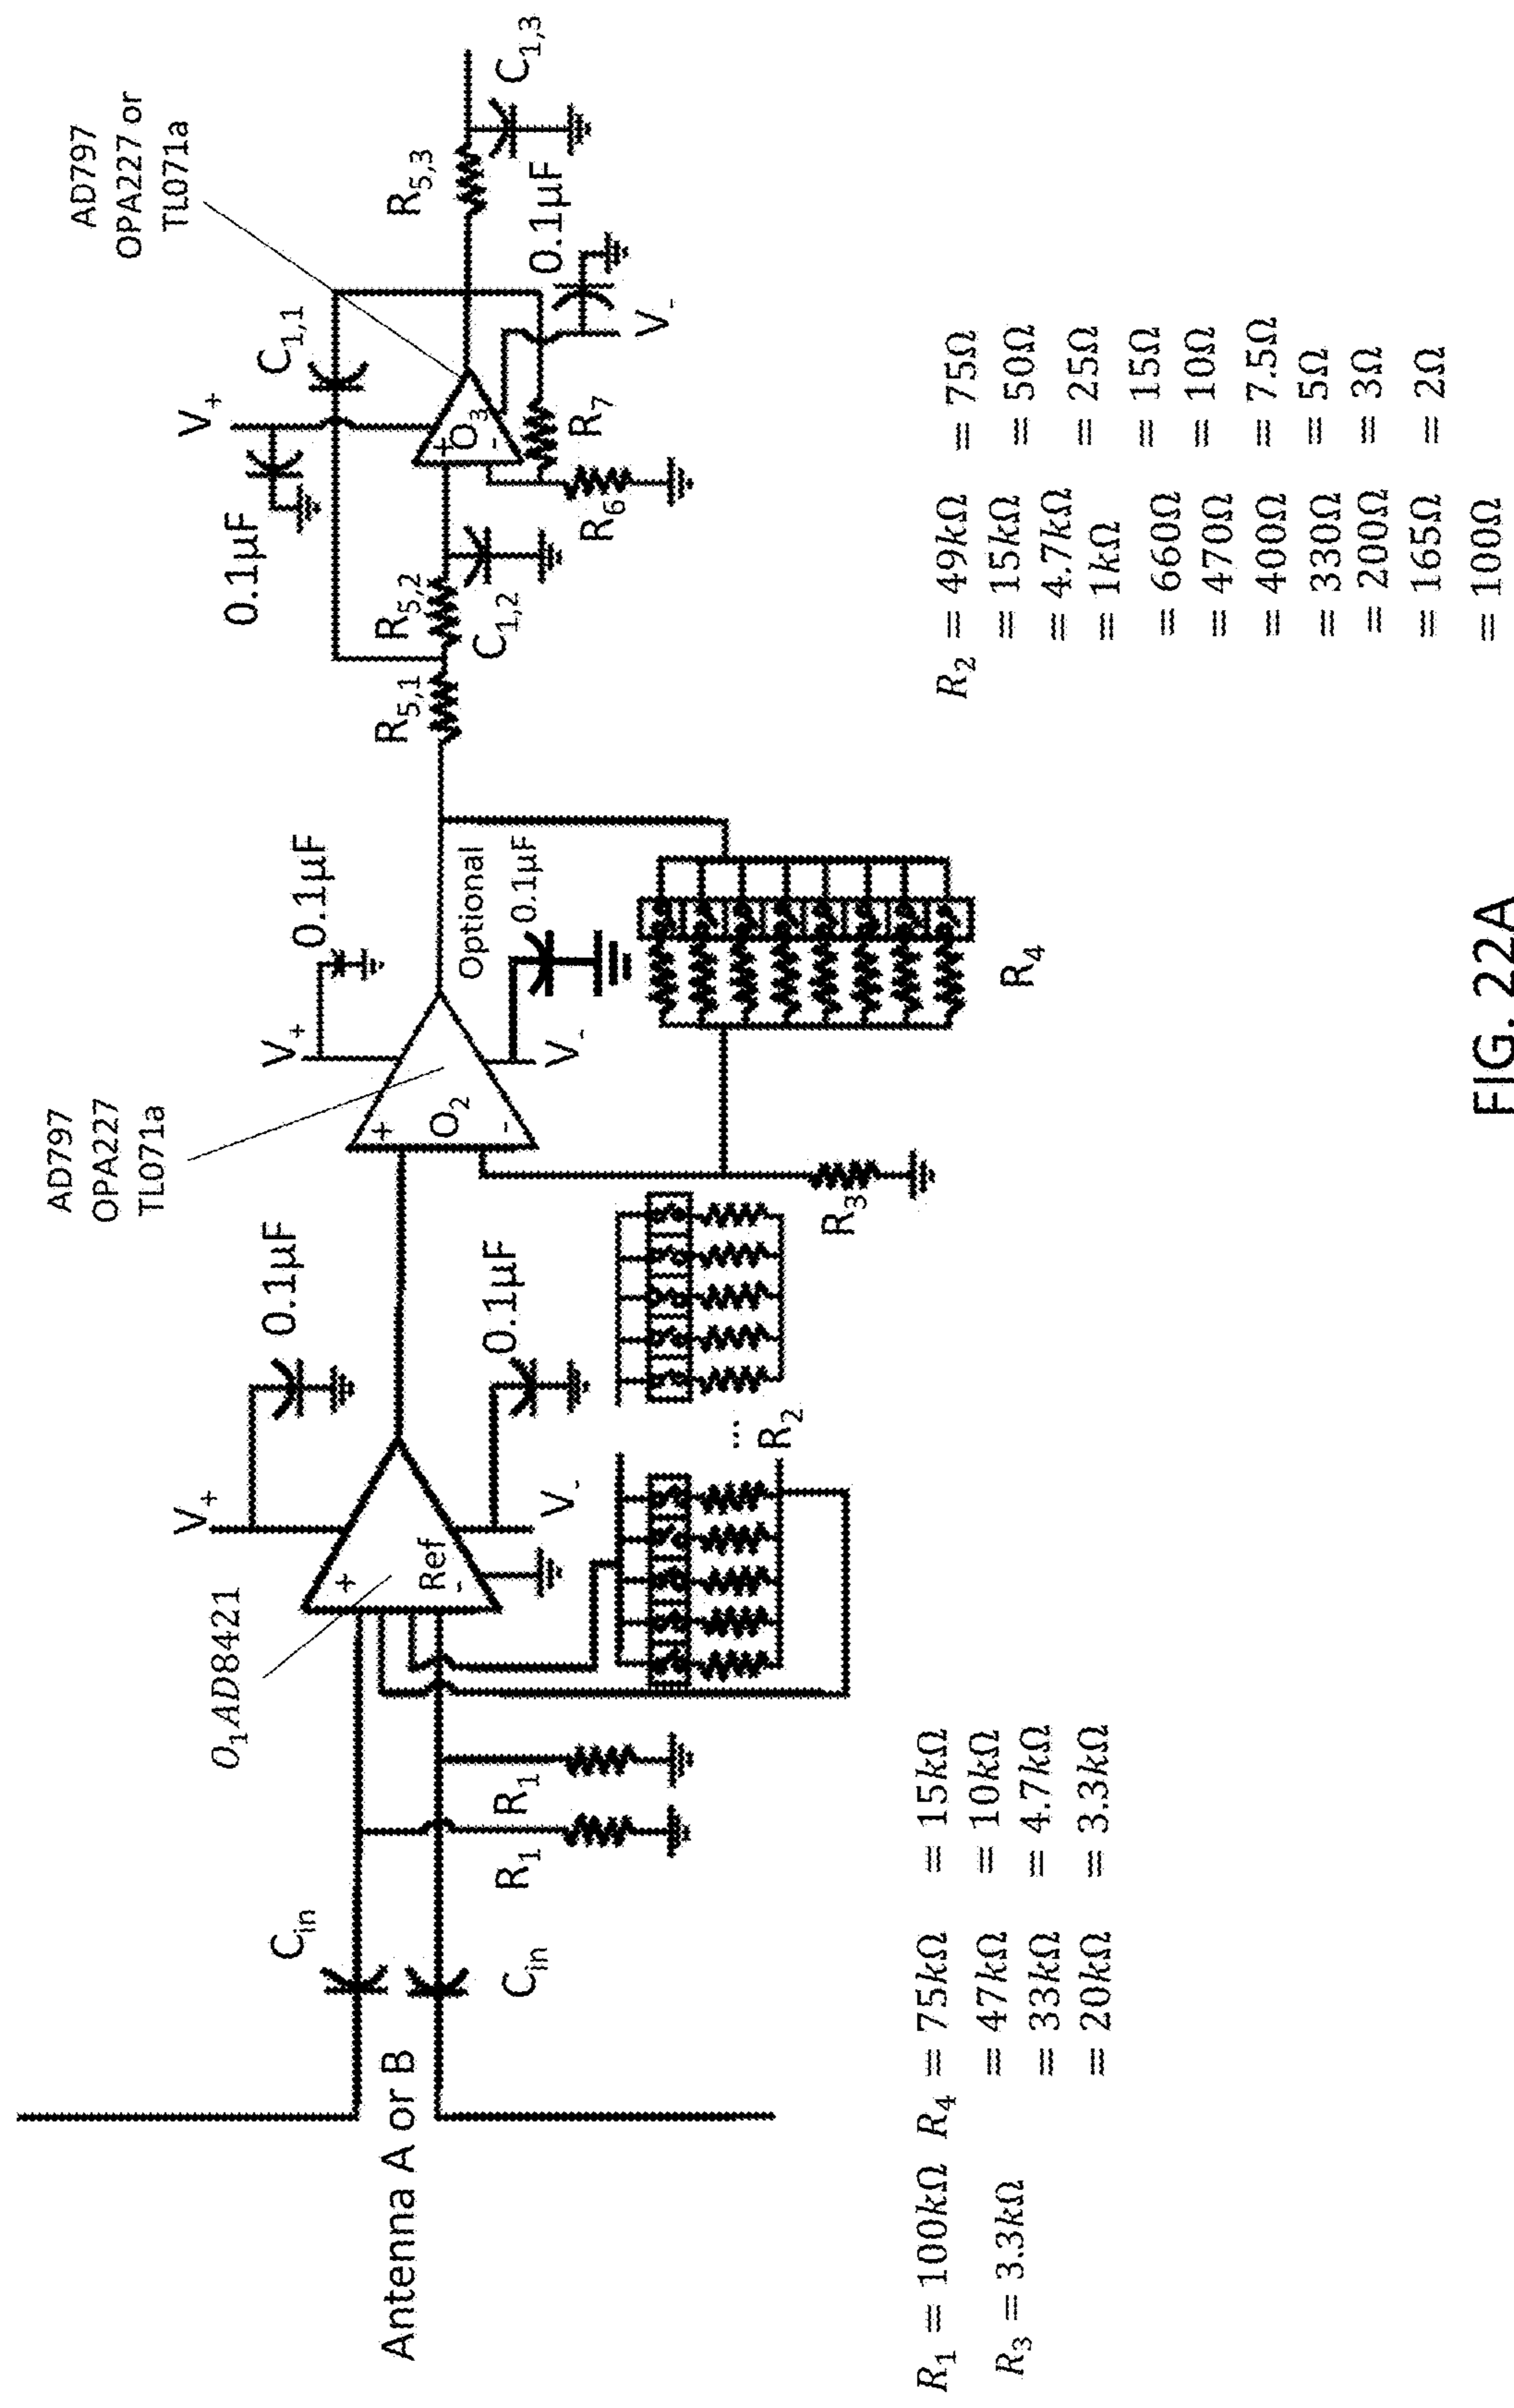 AD797
OPA227
TL071a
AD797
OPA227 or
TL071a
O₁AD8421
V₊
0.1µF
V₊
0.1µF
0.1µF
V₊
C₁,₁
Antenna A or B
Cᵢₙ
Cᵢₙ
R₁
R₁
+
Ref
-
V₋
0.1µF
+
O₂
-
V₋
Optional
0.1µF
R₅,₁
R₅,₂
C₁,₂
+
O₃
-
R₆
R₇
V₋
0.1µF
R₅,₃
C₁,₃
...
R₂
R₃
R₄
R₁ = 100kΩ
R₃ = 3.3kΩ
R₄ = 75kΩ = 15kΩ
= 47kΩ = 10kΩ
= 33kΩ = 4.7kΩ
= 20kΩ = 3.3kΩ
R₂ = 49kΩ = 75Ω
= 15kΩ = 50Ω
= 4.7kΩ = 25Ω
= 1kΩ = 15Ω
= 660Ω = 10Ω
= 470Ω = 7.5Ω
= 400Ω = 5Ω
= 330Ω = 3Ω
= 200Ω = 2Ω
= 165Ω
= 100Ω
FIG. 22A